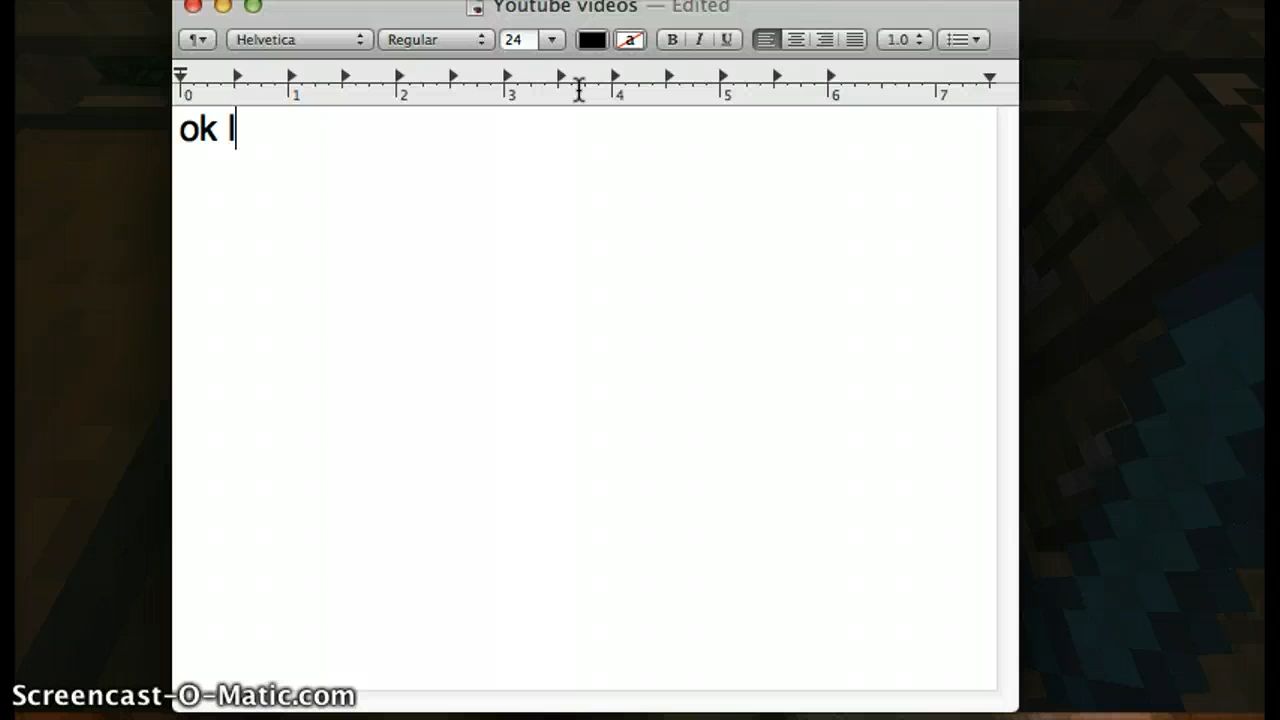 Youtube videos — Edited
¶ Helvetica Regular 24 a B I U 1.0
0 1 2 3 4 5 6 7
ok l
Screencast-O-Matic.com